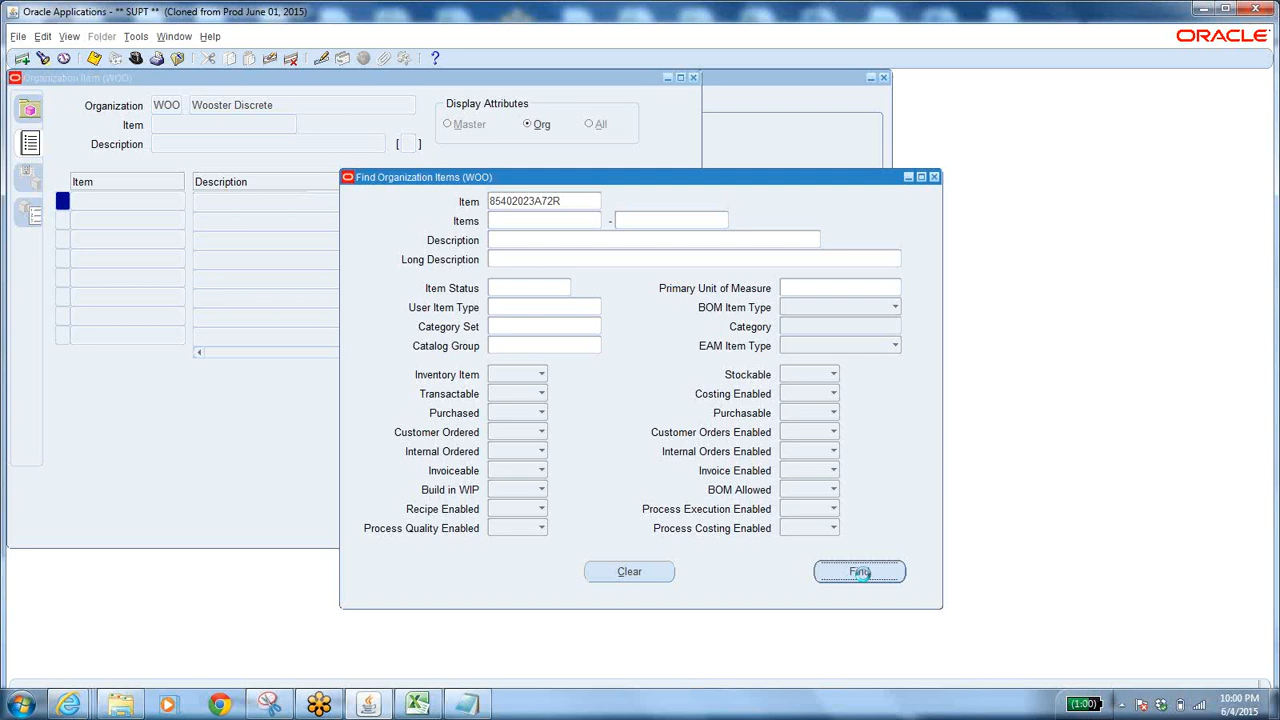 Oracle Applications - ** SUPT ** (Cloned from Prod June 01, 2015)
File Edit View Folder Tools Window Help
ORACLE
Organization Item (WOO)
Organization WOO Wooster Discrete
Display Attributes
Item
Master Org All
Description [ ]
Item Description
Find Organization Items (WOO)
Item 85402023A72R
Items -
Description
Long Description
Item Status Primary Unit of Measure
User Item Type BOM Item Type
Category Set Category
Catalog Group EAM Item Type
Inventory Item Stockable
Transactable Costing Enabled
Purchased Purchasable
Customer Ordered Customer Orders Enabled
Internal Ordered Internal Orders Enabled
Invoiceable Invoice Enabled
Build in WIP BOM Allowed
Recipe Enabled Process Execution Enabled
Process Quality Enabled Process Costing Enabled
Clear Find
(1:00)
10:00 PM
6/4/2015